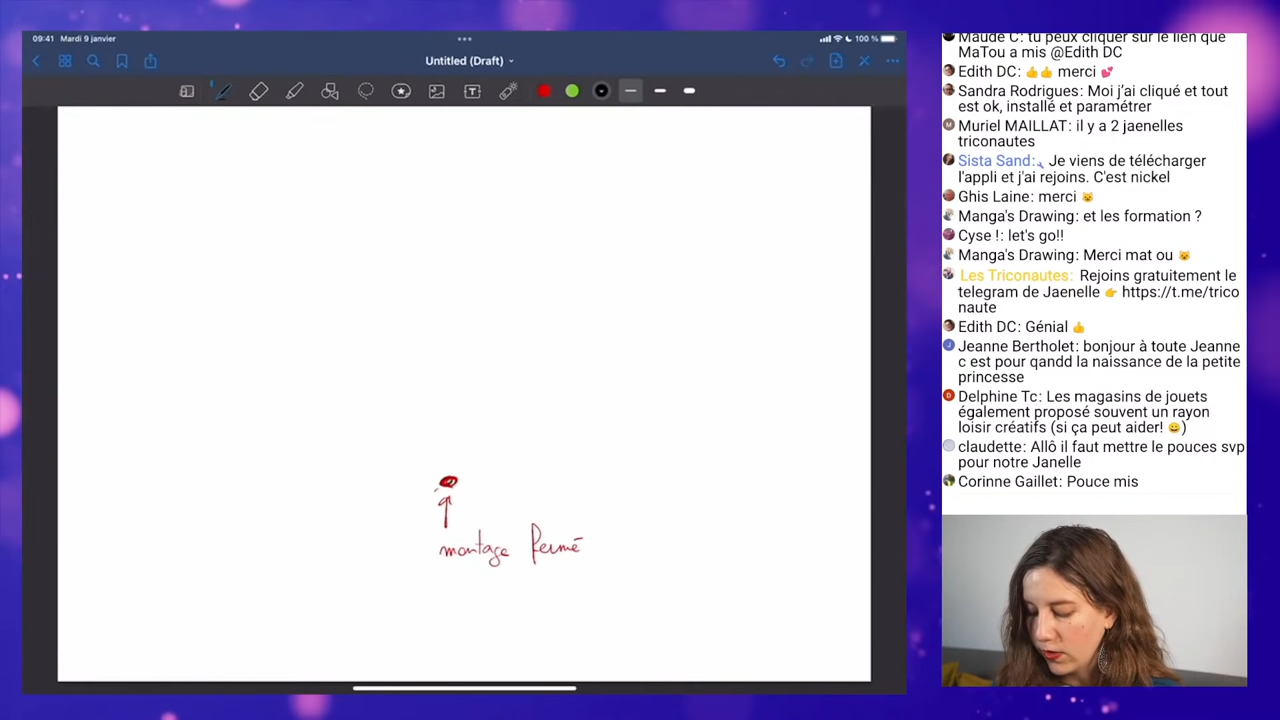 09:41 Mardi 9 janvier
100 %
Untitled (Draft)
T
montage fermé
Maude C: tu peux cliquer sur le lien que
MaTou a mis @Edith DC
Edith DC: 👍👍 merci 💕
Sandra Rodrigues: Moi j'ai cliqué et tout
est ok, installé et paramétrer
M
Muriel MAILLAT: il y a 2 jaenelles
triconautes
Sista Sand: Je viens de télécharger
l'appli et j'ai rejoins. C'est nickel
Ghis Laine: merci 😺
Manga's Drawing: et les formation ?
Cyse !: let's go!!
Manga's Drawing: Merci mat ou 😺
Les Triconautes: Rejoins gratuitement le
telegram de Jaenelle 👉 https://t.me/trico
naute
Edith DC: Génial 👍
J
Jeanne Bertholet: bonjour à toute Jeanne
c est pour qandd la naissance de la petite
princesse
D
Delphine Tc: Les magasins de jouets
également proposé souvent un rayon
loisir créatifs (si ça peut aider! 😀)
claudette: Allô il faut mettre le pouces svp
pour notre Janelle
Corinne Gaillet: Pouce mis